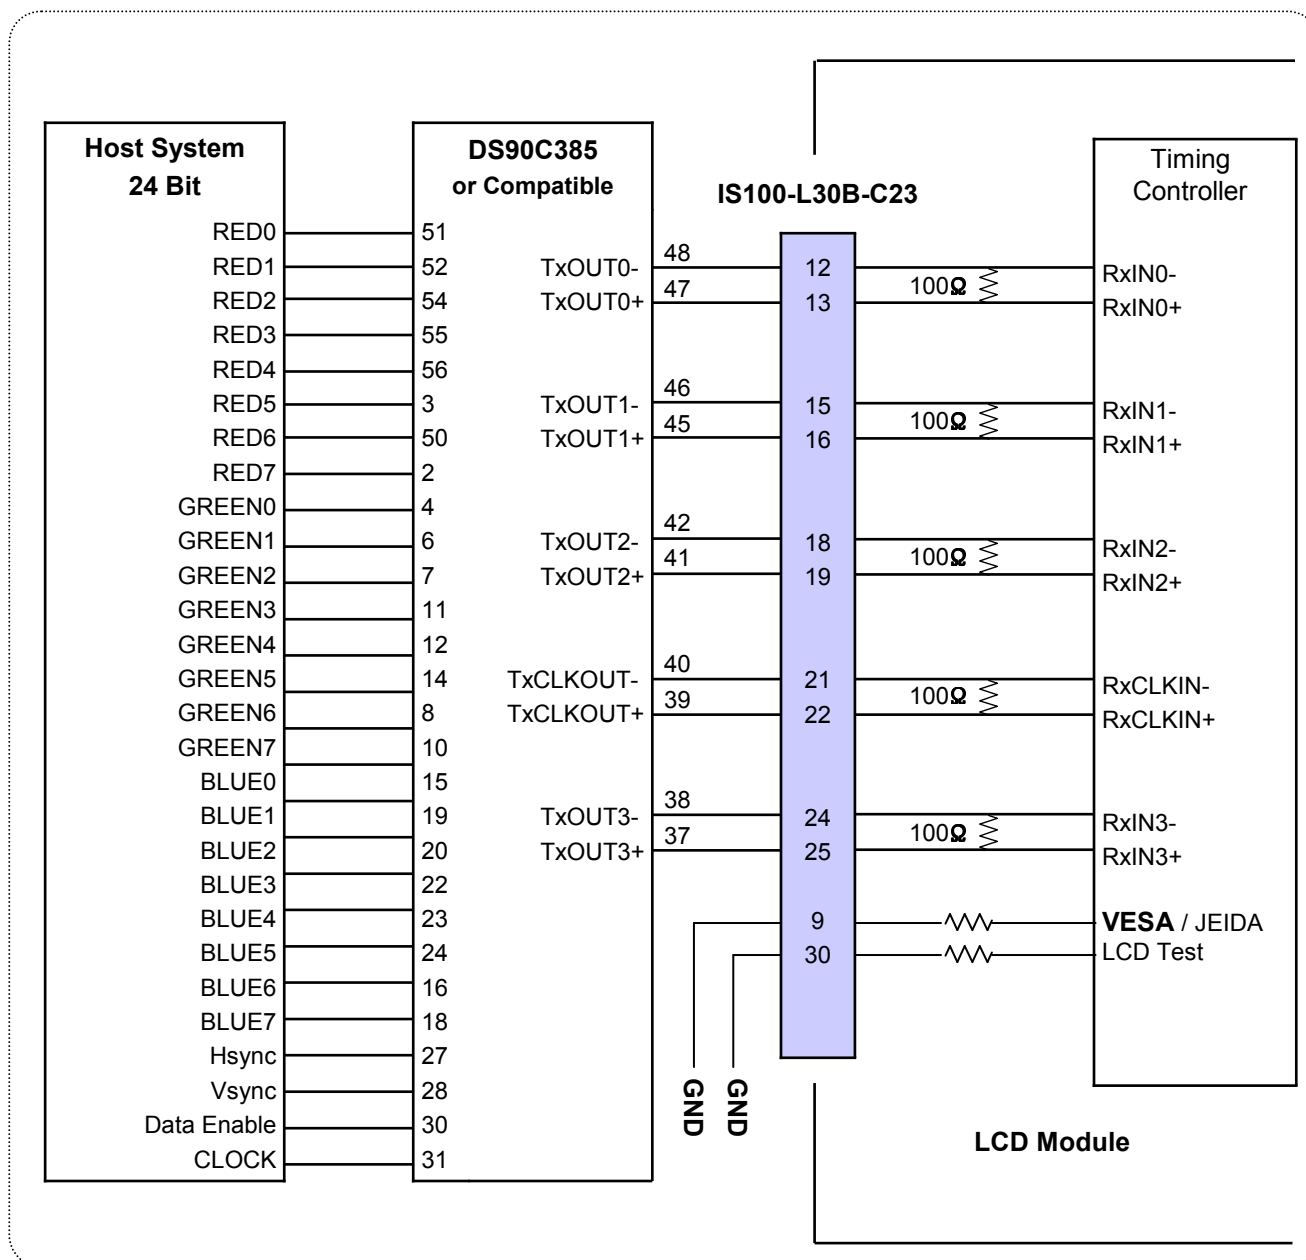 Host System
24 Bit
RED0
RED1
RED2
RED3
RED4
RED5
RED6
RED7
GREEN0
GREEN1
GREEN2
GREEN3
GREEN4
GREEN5
GREEN6
GREEN7
BLUE0
BLUE1
BLUE2
BLUE3
BLUE4
BLUE5
BLUE6
BLUE7
Hsync
Vsync
Data Enable
CLOCK
DS90C385
or Compatible
51
52
54
55
56
3
50
2
4
6
7
11
12
14
8
10
15
19
20
22
23
24
16
18
27
28
30
31
TxOUT0-
TxOUT0+
TxOUT1-
TxOUT1+
TxOUT2-
TxOUT2+
TxCLKOUT-
TxCLKOUT+
TxOUT3-
TxOUT3+
48
47
46
45
42
41
40
39
38
37
GND
GND
IS100-L30B-C23
12
13
15
16
18
19
21
22
24
25
9
30
100Ω
100Ω
100Ω
100Ω
100Ω
Timing
Controller
RxIN0-
RxIN0+
RxIN1-
RxIN1+
RxIN2-
RxIN2+
RxCLKIN-
RxCLKIN+
RxIN3-
RxIN3+
VESA / JEIDA
LCD Test
LCD Module